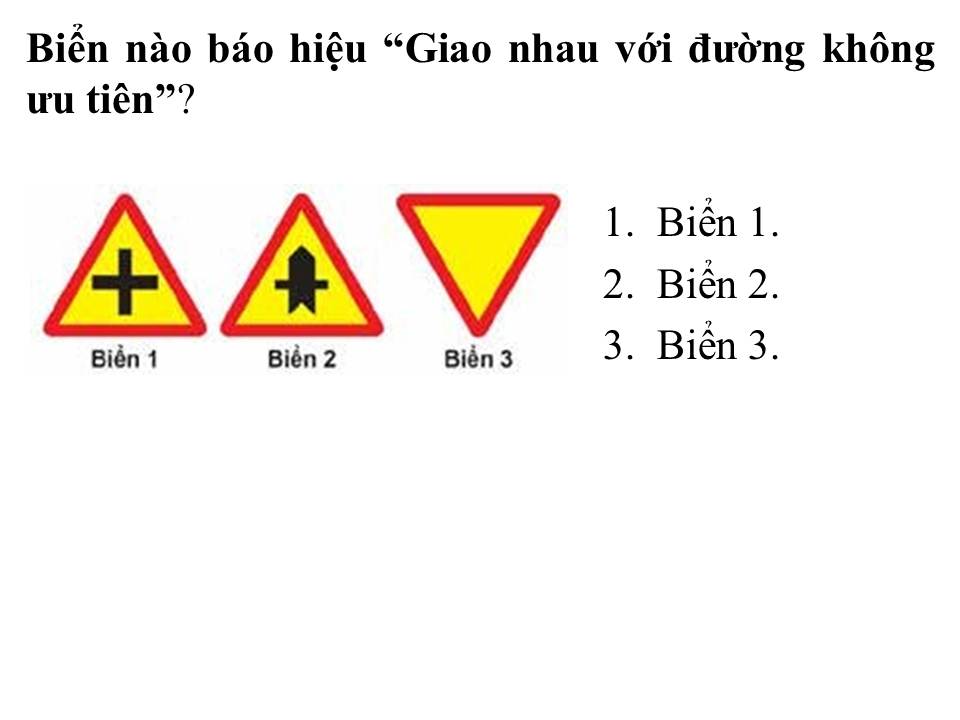 Biển nào báo hiệu “Giao nhau với đường không
ưu tiên”?
1. Biển 1.
2. Biển 2.
3. Biển 3.
Biển 1
Biển 2
Biển 3